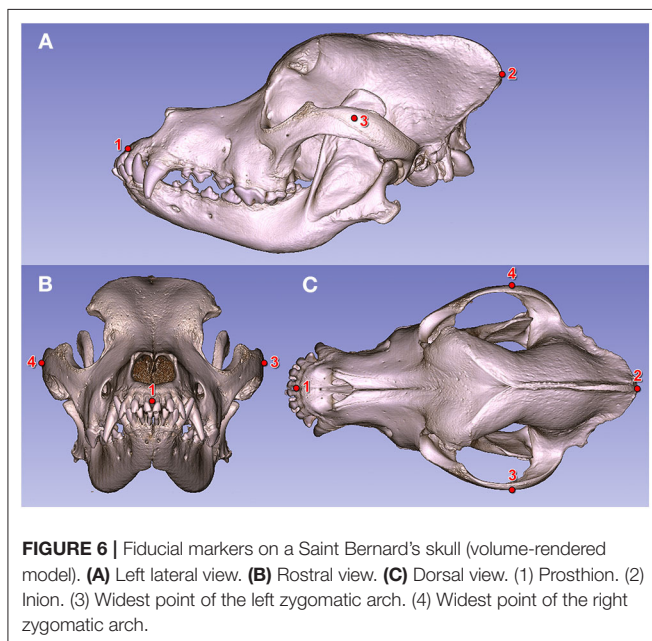 A
1
2
3
B
C
4
4
3
1
1
2
3
FIGURE 6 | Fiducial markers on a Saint Bernard's skull (volume-rendered
model). (A) Left lateral view. (B) Rostral view. (C) Dorsal view. (1) Prosthion. (2)
Inion. (3) Widest point of the left zygomatic arch. (4) Widest point of the right
zygomatic arch.